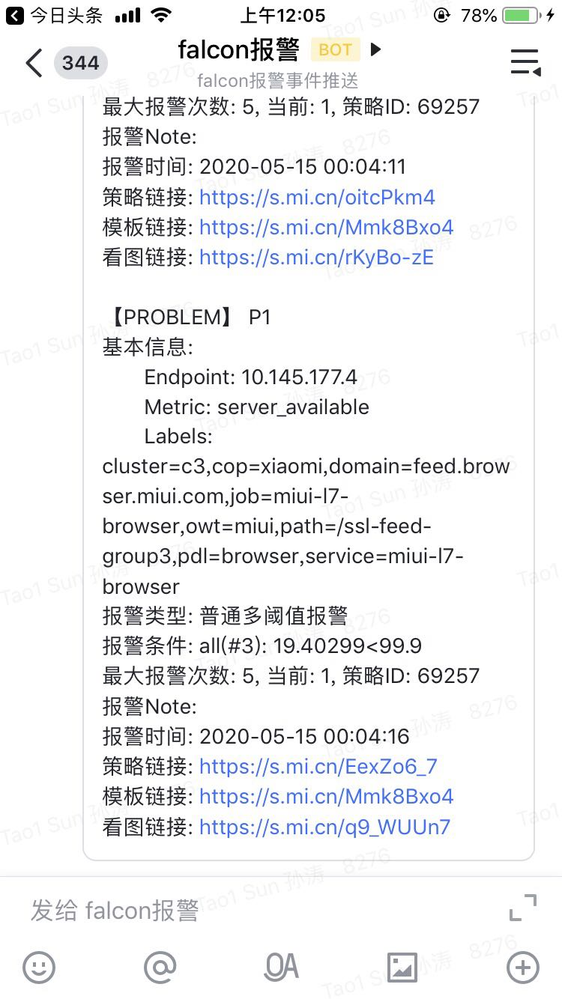 今日头条
上午12:05
78%
344
falcon报警 BOT
falcon报警事件推送
最大报警次数: 5, 当前: 1, 策略ID: 69257
报警Note:
报警时间: 2020-05-15 00:04:11
策略链接: https://s.mi.cn/oitcPkm4
模板链接: https://s.mi.cn/Mmk8Bxo4
看图链接: https://s.mi.cn/rKyBo-zE
【PROBLEM】 P1
基本信息:
Endpoint: 10.145.177.4
Metric: server_available
Labels:
cluster=c3,cop=xiaomi,domain=feed.brow
ser.miui.com,job=miui-l7-
browser,owt=miui,path=/ssl-feed-
group3,pdl=browser,service=miui-l7-
browser
报警类型: 普通多阈值报警
报警条件: all(#3): 19.40299<99.9
最大报警次数: 5, 当前: 1, 策略ID: 69257
报警Note:
报警时间: 2020-05-15 00:04:16
策略链接: https://s.mi.cn/EexZo6_7
模板链接: https://s.mi.cn/Mmk8Bxo4
看图链接: https://s.mi.cn/q9_WUUn7
发给 falcon报警
@ OA
Tao1 Sun 孙涛 8276